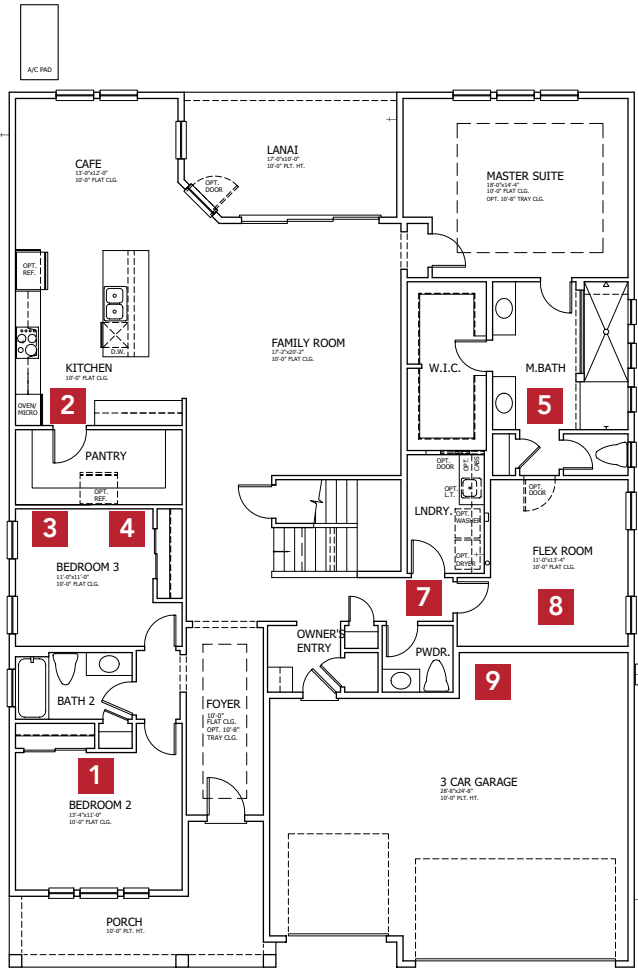 A/C PAD
CAFE
13'-0"x12'-0"
10'-0" FLAT CLG.
LANAI
17'-0"x10'-0"
10'-0" PLT. HT.
OPT.
DOOR
MASTER SUITE
18'-0"x14'-4"
10'-0" FLAT CLG.
OPT. 10'-8" TRAY CLG.
OPT.
REF.
D.W.
KITCHEN
10'-0" FLAT CLG.
OVEN/
MICRO
2
FAMILY ROOM
17'-2"x20'-2"
10'-0" FLAT CLG.
W.I.C.
M.BATH
5
PANTRY
OPT.
REF.
OPT.
DOOR
OPT.
CABS
OPT.
L.T.
LNDRY.
OPT.
WASHER
OPT.
DRYER
OPT.
DOOR
FLEX ROOM
11'-0"x13'-4"
10'-0" FLAT CLG.
8
3
4
BEDROOM 3
11'-0"x11'-0"
10'-0" FLAT CLG.
7
OWNER'S
ENTRY
PWDR.
9
BATH 2
FOYER
10'-0"
FLAT CLG.
OPT. 10'-8"
TRAY CLG.
1
BEDROOM 2
13'-4"x11'-0"
10'-0" FLAT CLG.
3 CAR GARAGE
28'-8"x24'-8"
10'-0" PLT. HT.
PORCH
10'-0" PLT. HT.